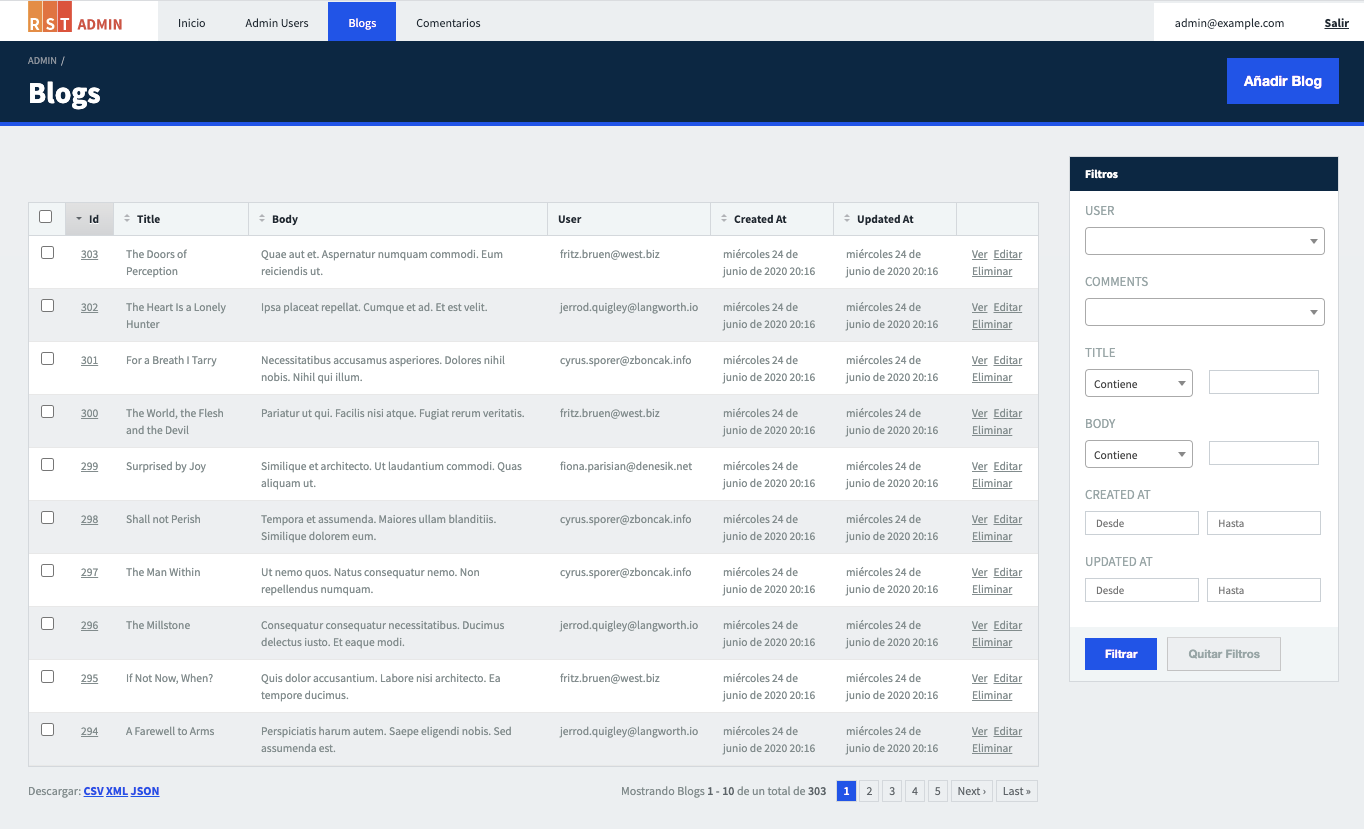 RST ADMIN Inicio Admin Users Blogs Comentarios admin@example.com Salir
ADMIN /
Blogs
Añadir Blog
Id Title Body User Created At Updated At
303 The Doors of Perception Quae aut et. Aspernatur numquam commodi. Eum reiciendis ut. fritz.bruen@west.biz miércoles 24 de junio de 2020 20:16 miércoles 24 de junio de 2020 20:16 Ver Editar Eliminar
302 The Heart Is a Lonely Hunter Ipsa placeat repellat. Cumque et ad. Et est velit. jerrod.quigley@langworth.io miércoles 24 de junio de 2020 20:16 miércoles 24 de junio de 2020 20:16 Ver Editar Eliminar
301 For a Breath I Tarry Necessitatibus accusamus asperiores. Dolores nihil nobis. Nihil qui illum. cyrus.sporer@zboncak.info miércoles 24 de junio de 2020 20:16 miércoles 24 de junio de 2020 20:16 Ver Editar Eliminar
300 The World, the Flesh and the Devil Pariatur ut qui. Facilis nisi atque. Fugiat rerum veritatis. fritz.bruen@west.biz miércoles 24 de junio de 2020 20:16 miércoles 24 de junio de 2020 20:16 Ver Editar Eliminar
299 Surprised by Joy Similique et architecto. Ut laudantium commodi. Quas aliquam ut. fiona.parisian@denesik.net miércoles 24 de junio de 2020 20:16 miércoles 24 de junio de 2020 20:16 Ver Editar Eliminar
298 Shall not Perish Tempora et assumenda. Maiores ullam blanditiis. Similique dolorem eum. cyrus.sporer@zboncak.info miércoles 24 de junio de 2020 20:16 miércoles 24 de junio de 2020 20:16 Ver Editar Eliminar
297 The Man Within Ut nemo quos. Natus consequatur nemo. Non repellendus numquam. cyrus.sporer@zboncak.info miércoles 24 de junio de 2020 20:16 miércoles 24 de junio de 2020 20:16 Ver Editar Eliminar
296 The Millstone Consequatur consequatur necessitatibus. Ducimus delectus iusto. Et eaque modi. jerrod.quigley@langworth.io miércoles 24 de junio de 2020 20:16 miércoles 24 de junio de 2020 20:16 Ver Editar Eliminar
295 If Not Now, When? Quis dolor accusantium. Labore nisi architecto. Ea tempore ducimus. fritz.bruen@west.biz miércoles 24 de junio de 2020 20:16 miércoles 24 de junio de 2020 20:16 Ver Editar Eliminar
294 A Farewell to Arms Perspiciatis harum autem. Saepe eligendi nobis. Sed assumenda est. jerrod.quigley@langworth.io miércoles 24 de junio de 2020 20:16 miércoles 24 de junio de 2020 20:16 Ver Editar Eliminar
Descargar: CSV XML JSON
Mostrando Blogs 1 - 10 de un total de 303 1 2 3 4 5 Next › Last »
Filtros
USER
COMMENTS
TITLE
Contiene
BODY
Contiene
CREATED AT
Desde Hasta
UPDATED AT
Desde Hasta
Filtrar Quitar Filtros